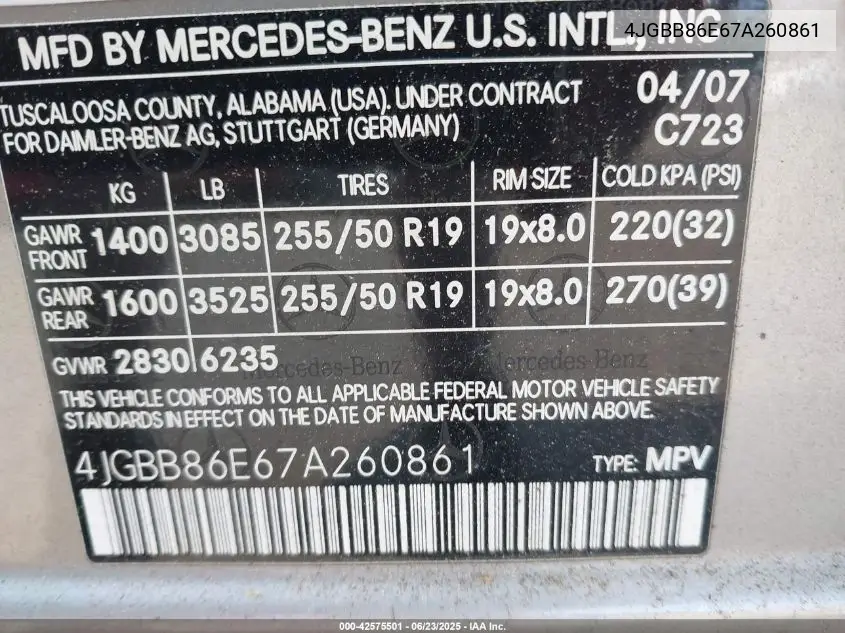 4JGBB86E67A260861
MFD BY MERCEDES-BENZ U.S. INTL., INC
TUSCALOOSA COUNTY, ALABAMA (USA). UNDER CONTRACT
FOR DAIMLER-BENZ AG, STUTTGART (GERMANY)
04/07
C723
KG LB TIRES RIM SIZE COLD KPA (PSI)
GAWR FRONT 1400 3085 255/50 R19 19x8.0 220(32)
GAWR REAR 1600 3525 255/50 R19 19x8.0 270(39)
GVWR 2830 6235
Mercedes-Benz Mercedes-Benz
THIS VEHICLE CONFORMS TO ALL APPLICABLE FEDERAL MOTOR VEHICLE SAFETY
STANDARDS IN EFFECT ON THE DATE OF MANUFACTURE SHOWN ABOVE.
4JGBB86E67A260861 TYPE: MPV
000-42575501 - 06/23/2025 - IAA Inc.